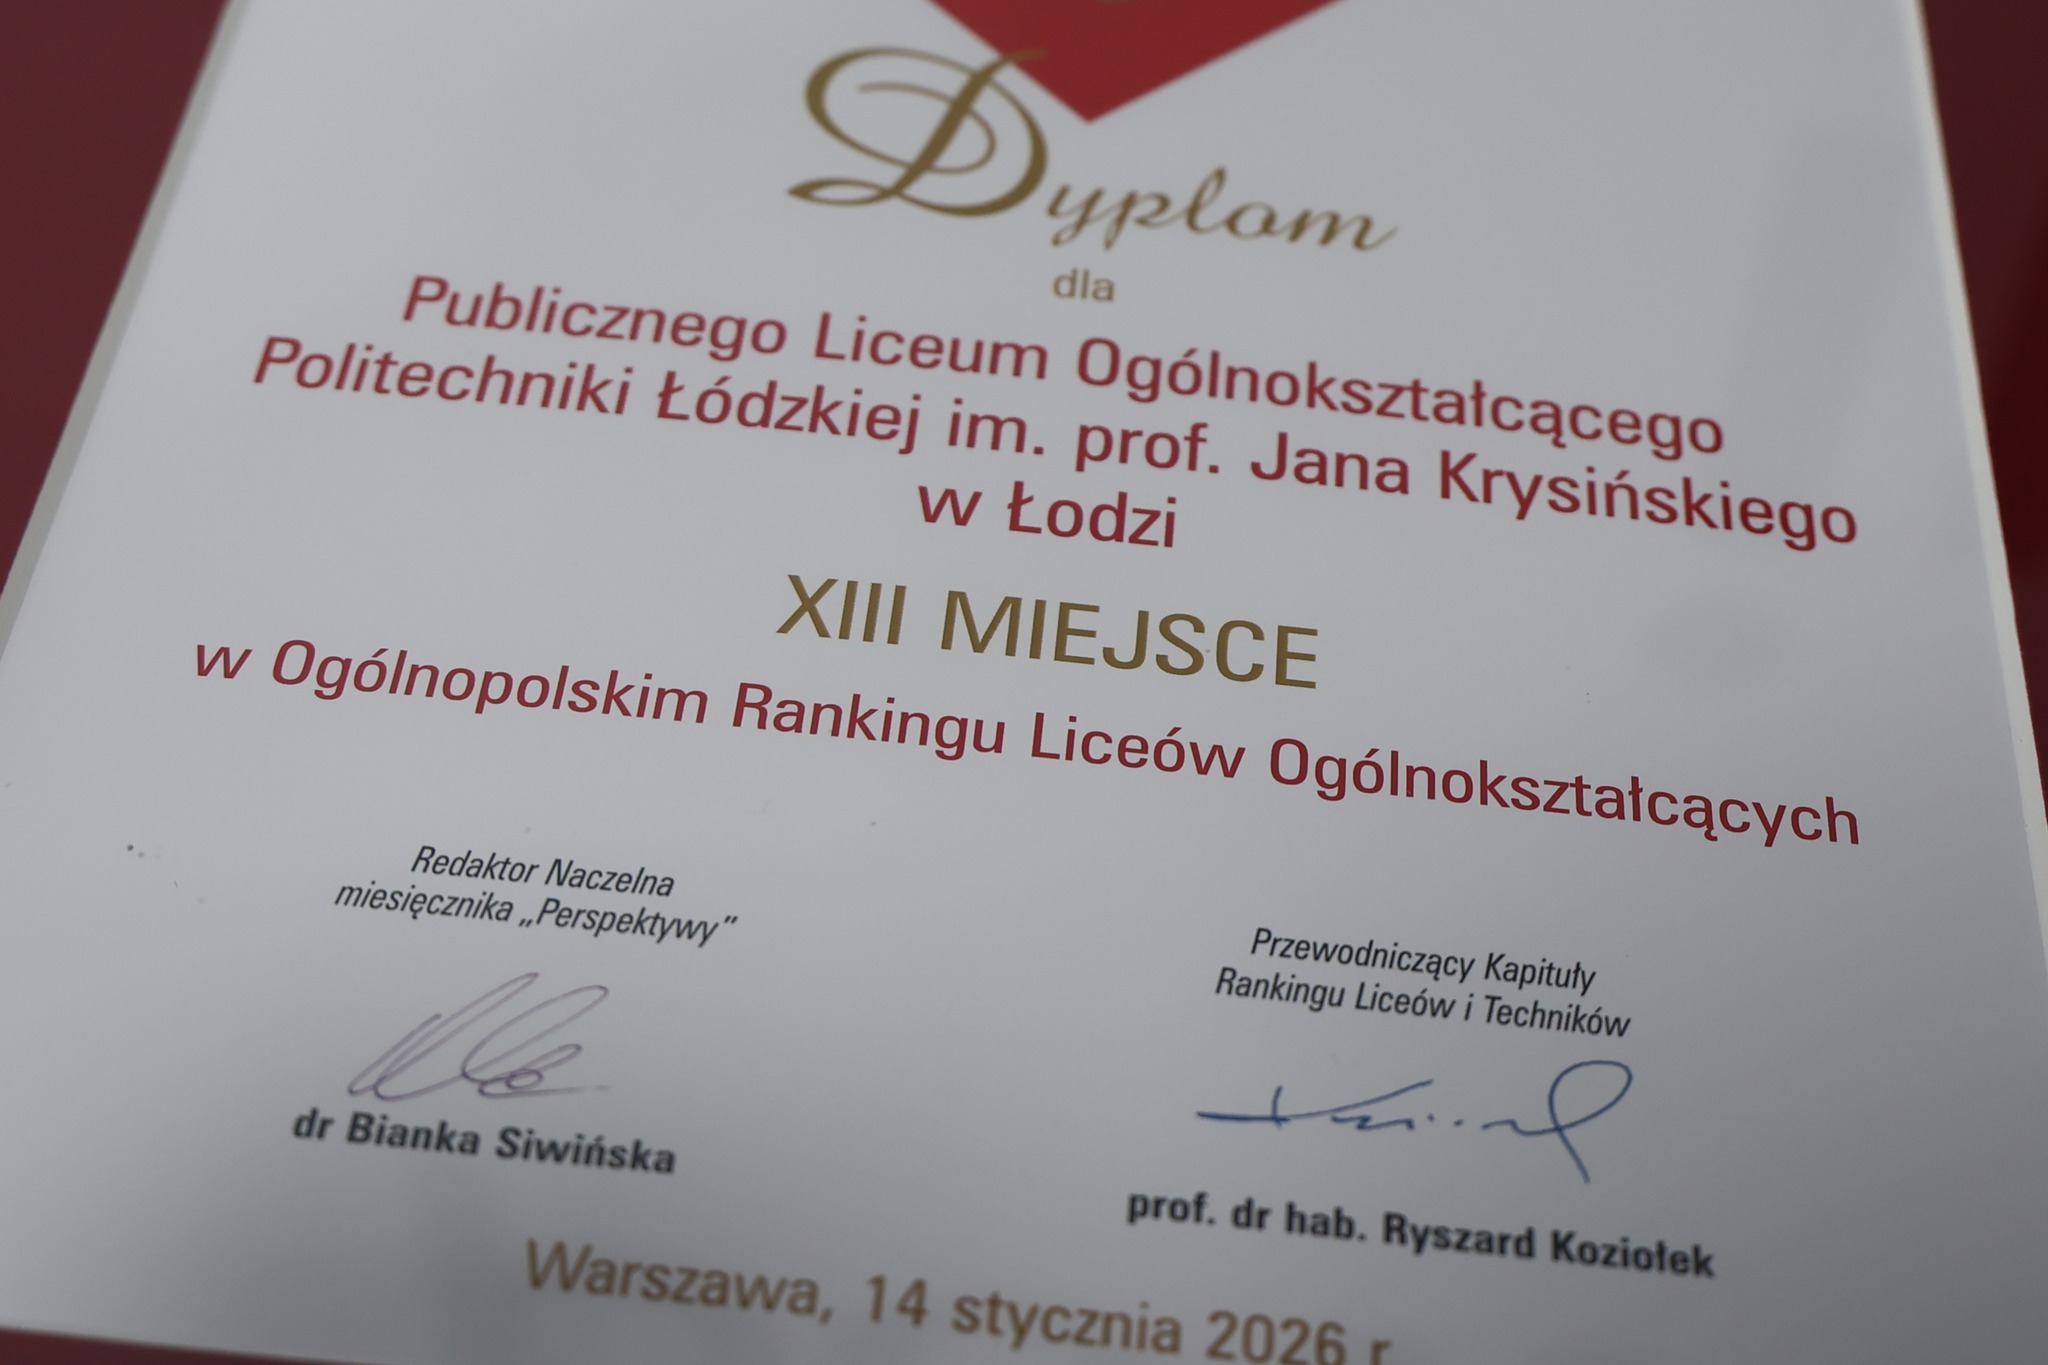 Dyplom
dla
Publicznego Liceum Ogólnokształcącego
Politechniki Łódzkiej im. prof. Jana Krysińskiego
w Łodzi
XIII MIEJSCE
w Ogólnopolskim Rankingu Liceów Ogólnokształcących
Redaktor Naczelna
miesięcznika „Perspektywy”
dr Bianka Siwińska
Przewodniczący Kapituły
Rankingu Liceów i Techników
prof. dr hab. Ryszard Koziołek
Warszawa, 14 stycznia 2026 r